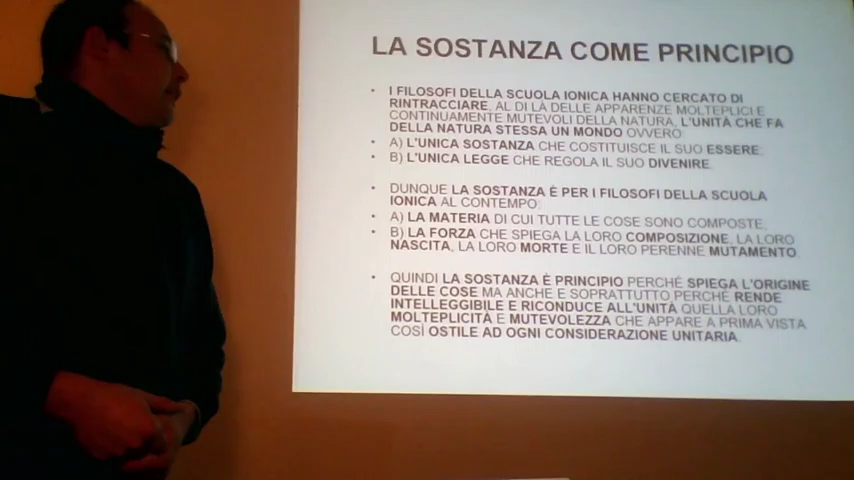 LA SOSTANZA COME PRINCIPIO
• I FILOSOFI DELLA SCUOLA IONICA HANNO CERCATO DI
RINTRACCIARE, AL DI LÀ DELLE APPARENZE MOLTEPLICI E
CONTINUAMENTE MUTEVOLI DELLA NATURA, L'UNITÀ CHE FA
DELLA NATURA STESSA UN MONDO OVVERO
• A) L'UNICA SOSTANZA CHE COSTITUISCE IL SUO ESSERE.
• B) L'UNICA LEGGE CHE REGOLA IL SUO DIVENIRE.
• DUNQUE LA SOSTANZA È PER I FILOSOFI DELLA SCUOLA
IONICA AL CONTEMPO:
• A) LA MATERIA DI CUI TUTTE LE COSE SONO COMPOSTE,
• B) LA FORZA CHE SPIEGA LA LORO COMPOSIZIONE, LA LORO
NASCITA, LA LORO MORTE E IL LORO PERENNE MUTAMENTO.
• QUINDI LA SOSTANZA È PRINCIPIO PERCHÉ SPIEGA L'ORIGINE
DELLE COSE MA ANCHE E SOPRATTUTTO PERCHÉ RENDE
INTELLEGGIBILE E RICONDUCE ALL'UNITÀ QUELLA LORO
MOLTEPLICITÀ E MUTEVOLEZZA CHE APPARE A PRIMA VISTA
COSÌ OSTILE AD OGNI CONSIDERAZIONE UNITARIA.